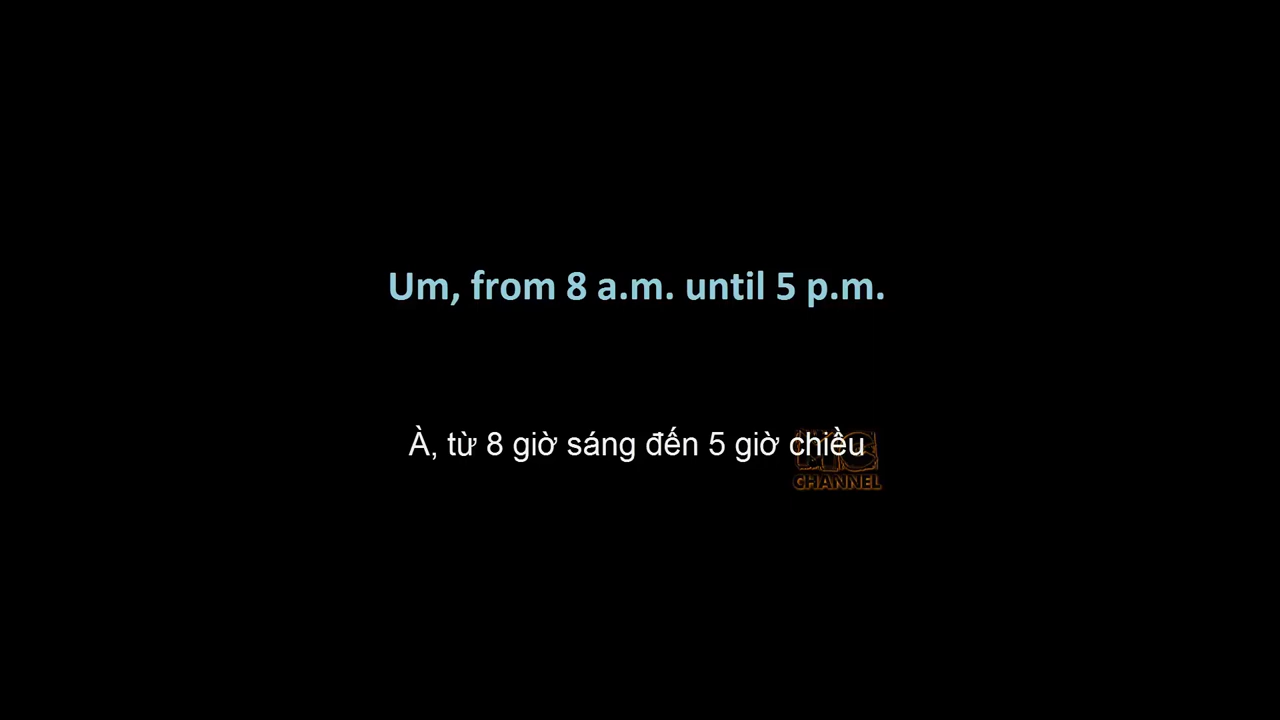 Um, from 8 a.m. until 5 p.m.
À, từ 8 giờ sáng đến 5 giờ chiều
CHANNEL